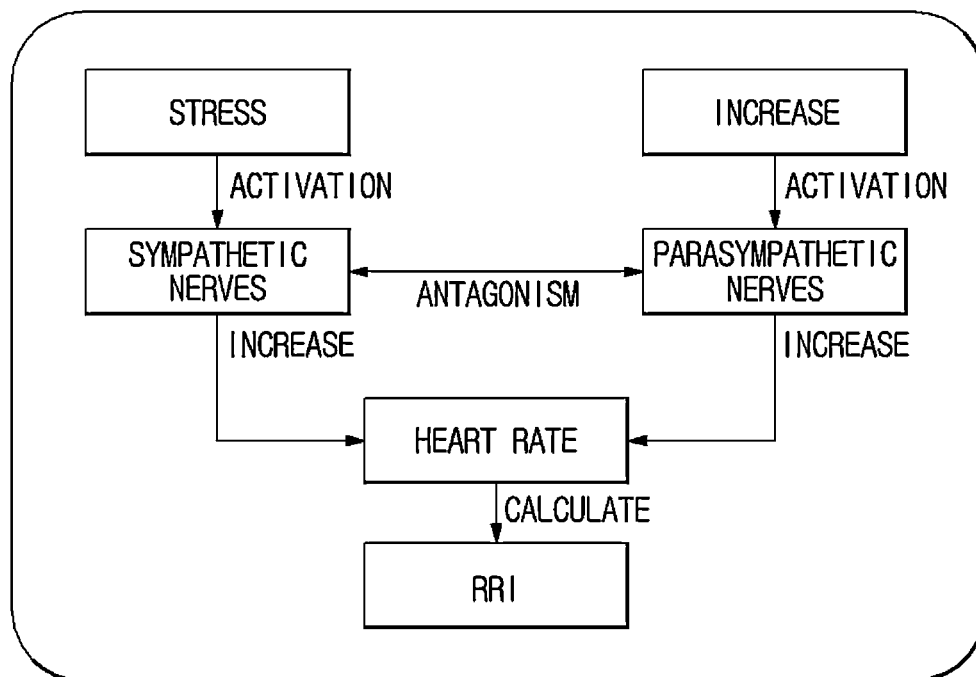 STRESS
INCREASE
ACTIVATION
ACTIVATION
SYMPATHETIC
NERVES
PARASYMPATHETIC
NERVES
ANTAGONISM
INCREASE
INCREASE
HEART RATE
CALCULATE
RRI